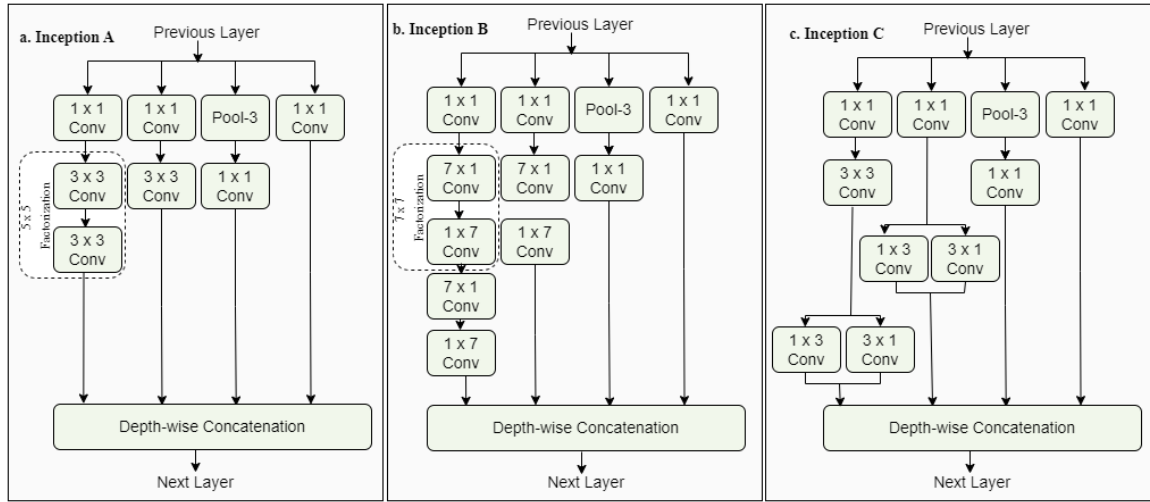 a. Inception A
Previous Layer
1 x 1
Conv
1 x 1
Conv
Pool-3
1 x 1
Conv
5 x 5
Factorization
3 x 3
Conv
3 x 3
Conv
1 x 1
Conv
3 x 3
Conv
Depth-wise Concatenation
Next Layer
b. Inception B
Previous Layer
1 x 1
Conv
1 x 1
Conv
Pool-3
1 x 1
Conv
7 x 7
Factorization
7 x 1
Conv
7 x 1
Conv
1 x 1
Conv
1 x 7
Conv
1 x 7
Conv
7 x 1
Conv
1 x 7
Conv
Depth-wise Concatenation
Next Layer
c. Inception C
Previous Layer
1 x 1
Conv
1 x 1
Conv
Pool-3
1 x 1
Conv
3 x 3
Conv
1 x 1
Conv
1 x 3
Conv
3 x 1
Conv
1 x 3
Conv
3 x 1
Conv
Depth-wise Concatenation
Next Layer